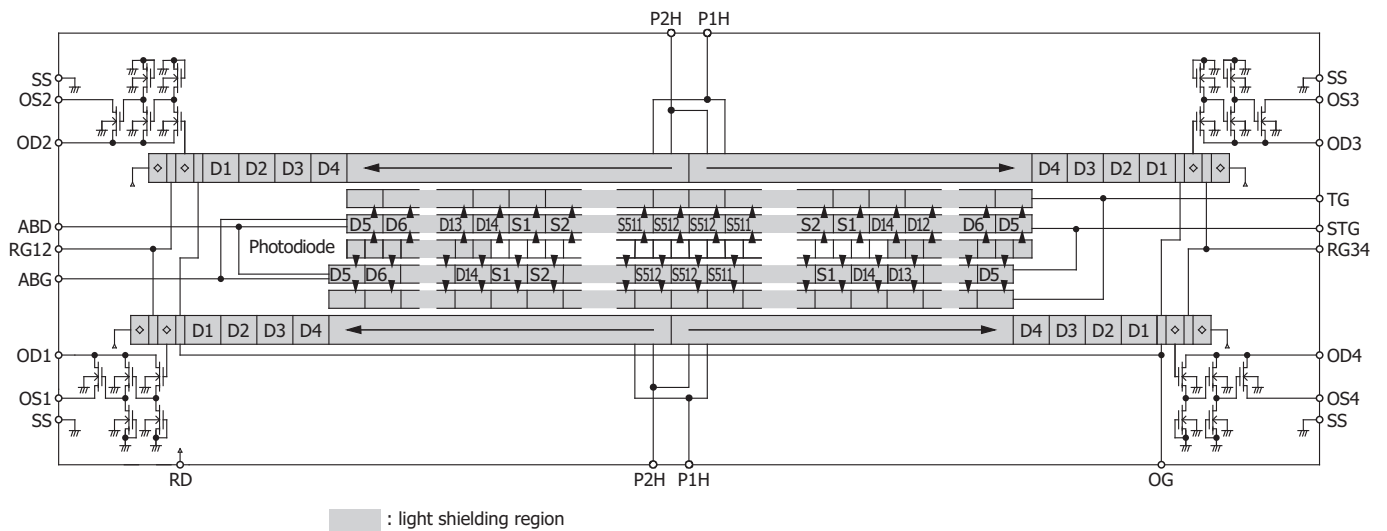 P2H P1H
SS SS
OS2 OS3
OD2 OD3
D1 D2 D3 D4 D4 D3 D2 D1
TG
ABD D5 D6 D13 D14 S1 S2 S511 S512 S512 S511 S2 S1 D14 D12 D6 D5 STG
RG12 Photodiode RG34
ABG D5 D6 D14 S1 S2 S512 S512 S511 S1 D14 D13 D5
D1 D2 D3 D4 D4 D3 D2 D1
OD1 OD4
OS1 OS4
SS SS
RD P2H P1H OG
: light shielding region